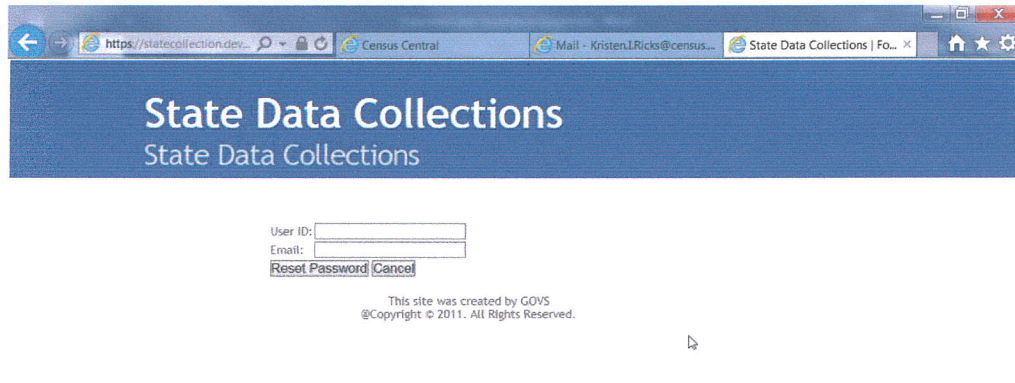 https://statecollection.dev... Census Central Mail - Kristen.I.Ricks@census... State Data Collections | Fo...
State Data Collections
State Data Collections
User ID:
Email:
Reset Password Cancel
This site was created by GOVS
@Copyright © 2011. All Rights Reserved.